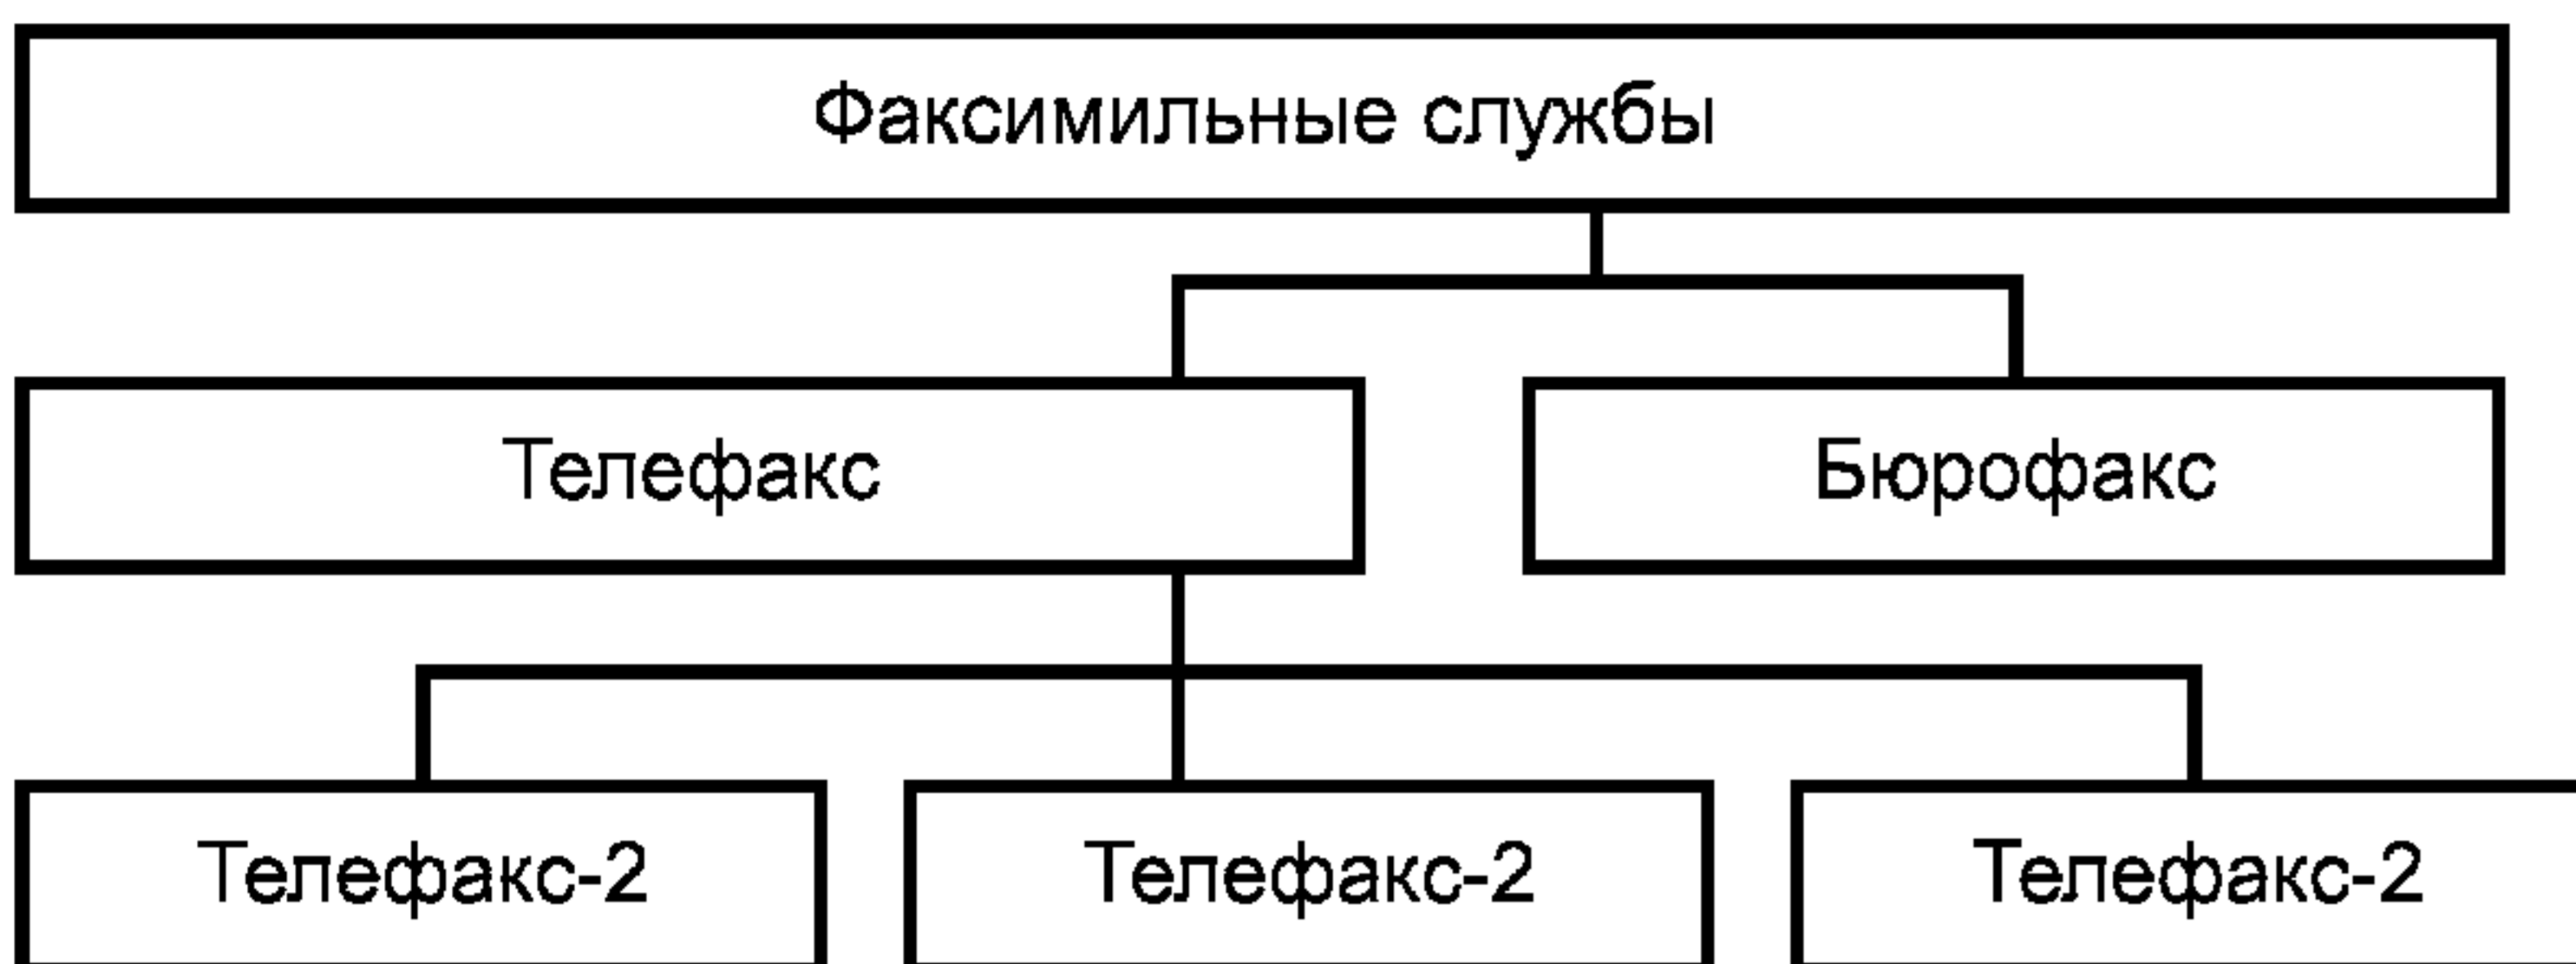 Факсимильные службы
Телефакс
Бюрофакс
Телефакс-2
Телефакс-2
Телефакс-2